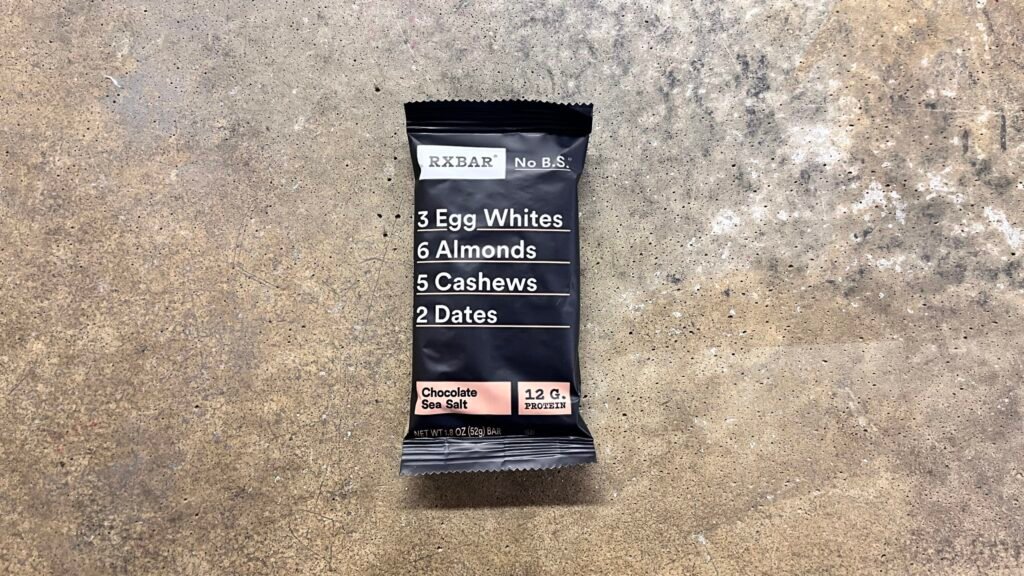 RXBAR® No B.S.®
3 Egg Whites
6 Almonds
5 Cashews
2 Dates
Chocolate
Sea Salt
12 G.
PROTEIN
NET WT 1.8 OZ (52g) BAR